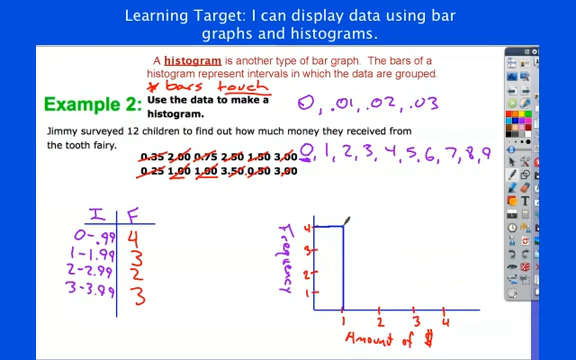 Learning Target: I can display data using bar
graphs and histograms.
A histogram is another type of bar graph. The bars of a
histogram represent intervals in which the data are grouped.
* bars touch
Example 2: Use the data to make a
histogram.
0, .01, .02, .03
Jimmy surveyed 12 children to find out how much money they received from
the tooth fairy.
0.35 2.00 0.75 2.50 1.50 3.00
0.25 1.00 1.00 3.50 0.50 3.00
0, 1, 2, 3, 4, 5, 6, 7, 8, 9
I F
0-.99 4
1-1.99 3
2-2.99 2
3-3.99 3
Frequency
4
3
2
1
1 2 3 4
Amount of $